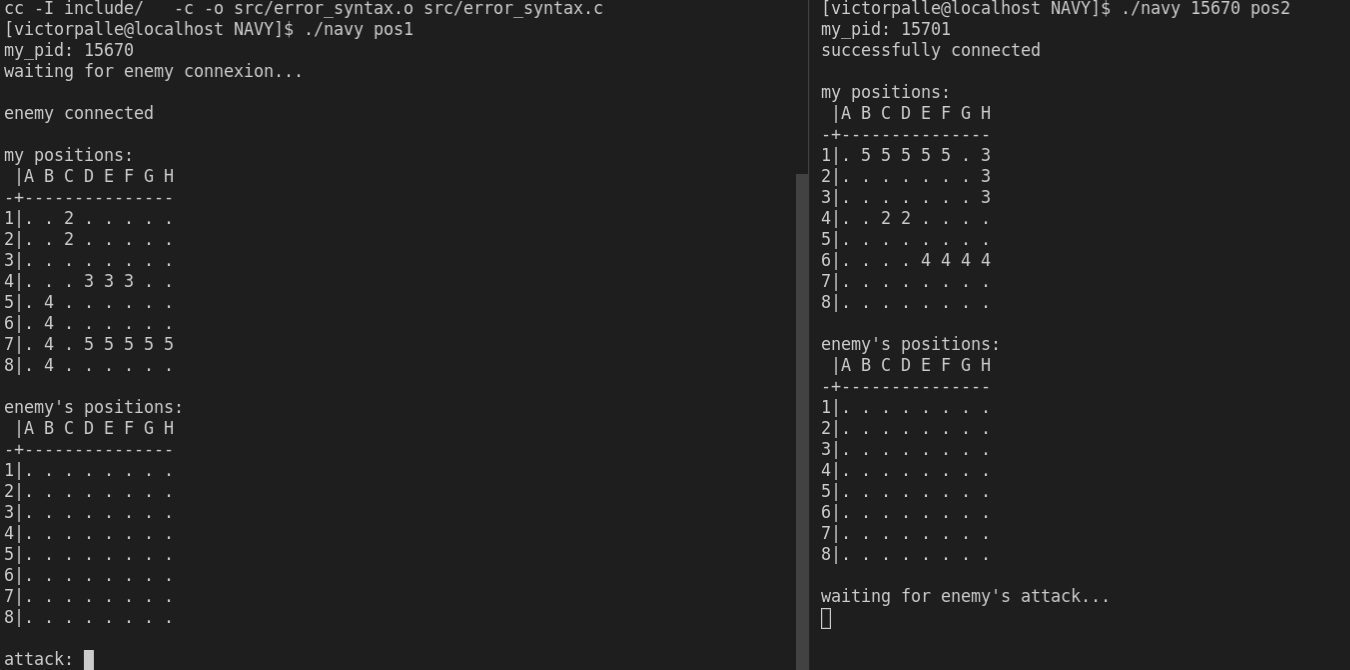 cc -I include/   -c -o src/error_syntax.o src/error_syntax.c
[victorpalle@localhost NAVY]$ ./navy pos1
my_pid: 15670
waiting for enemy connexion...

enemy connected

my positions:
 |A B C D E F G H
-+---------------
1|. . 2 . . . . .
2|. . 2 . . . . .
3|. . . . . . . .
4|. . . 3 3 3 . .
5|. 4 . . . . . .
6|. 4 . . . . . .
7|. 4 . 5 5 5 5 5
8|. 4 . . . . . .

enemy's positions:
 |A B C D E F G H
-+---------------
1|. . . . . . . .
2|. . . . . . . .
3|. . . . . . . .
4|. . . . . . . .
5|. . . . . . . .
6|. . . . . . . .
7|. . . . . . . .
8|. . . . . . . .

attack:
[victorpalle@localhost NAVY]$ ./navy 15670 pos2
my_pid: 15701
successfully connected

my positions:
 |A B C D E F G H
-+---------------
1|. 5 5 5 5 5 . 3
2|. . . . . . . 3
3|. . . . . . . 3
4|. . 2 2 . . . .
5|. . . . . . . .
6|. . . . 4 4 4 4
7|. . . . . . . .
8|. . . . . . . .

enemy's positions:
 |A B C D E F G H
-+---------------
1|. . . . . . . .
2|. . . . . . . .
3|. . . . . . . .
4|. . . . . . . .
5|. . . . . . . .
6|. . . . . . . .
7|. . . . . . . .
8|. . . . . . . .

waiting for enemy's attack...